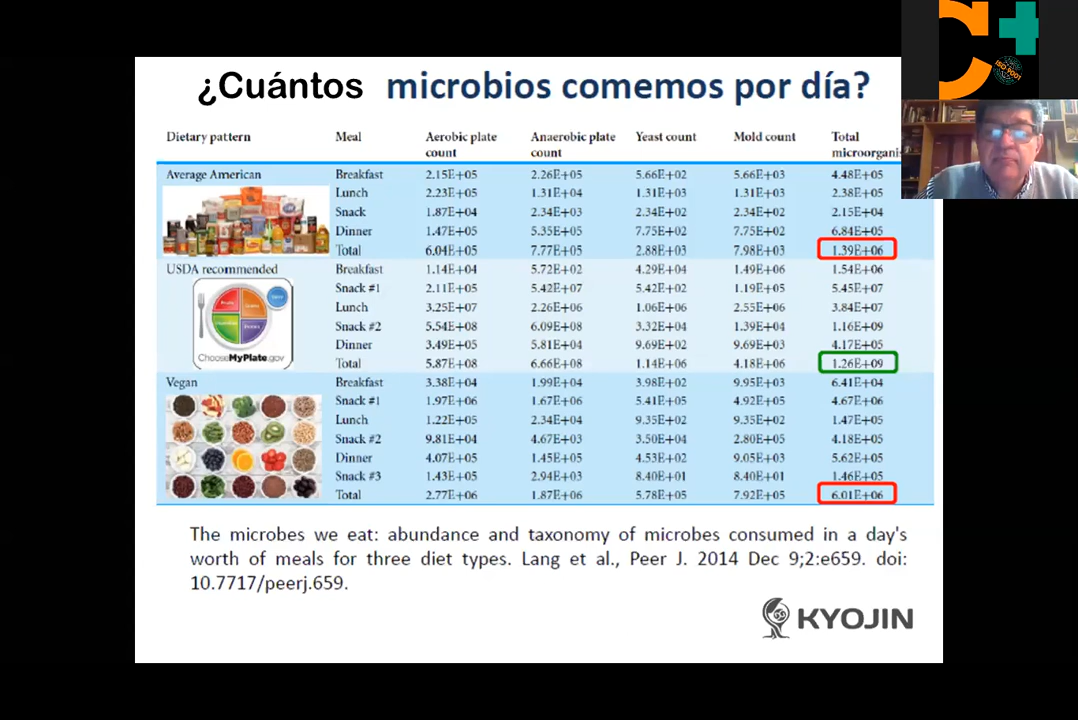 ¿Cuántos microbios comemos por día?
Dietary pattern Meal Aerobic plate count Anaerobic plate count Yeast count Mold count Total microorgani
Average American Breakfast 2.15E+05 2.26E+05 5.66E+02 5.66E+03 4.48E+05
Lunch 2.23E+05 1.31E+04 1.31E+03 1.31E+03 2.38E+05
Snack 1.87E+04 2.34E+03 2.34E+02 2.34E+02 2.15E+04
Dinner 1.47E+05 5.35E+05 7.75E+02 7.75E+02 6.84E+05
Total 6.04E+05 7.77E+05 2.88E+03 7.98E+03 1.39E+06
USDA recommended Breakfast 1.14E+04 5.72E+02 4.29E+04 1.49E+06 1.54E+06
Snack #1 2.11E+05 5.42E+07 5.42E+02 1.19E+05 5.45E+07
Lunch 3.25E+07 2.26E+06 1.06E+06 2.55E+06 3.84E+07
Snack #2 5.54E+08 6.09E+08 3.32E+04 1.39E+04 1.16E+09
Dinner 3.49E+05 5.81E+04 9.69E+02 9.69E+03 4.17E+05
ChooseMyPlate.gov
Total 5.87E+08 6.66E+08 1.14E+06 4.18E+06 1.26E+09
Vegan Breakfast 3.38E+04 1.99E+04 3.98E+02 9.95E+03 6.41E+04
Snack #1 1.97E+06 1.67E+06 5.41E+05 4.92E+05 4.67E+06
Lunch 1.22E+05 2.34E+04 9.35E+02 9.35E+02 1.47E+05
Snack #2 9.81E+04 4.67E+03 3.50E+04 2.80E+05 4.18E+05
Dinner 4.07E+05 1.45E+05 4.53E+02 9.05E+03 5.62E+05
Snack #3 1.43E+05 2.94E+03 8.40E+01 8.40E+01 1.46E+05
Total 2.77E+06 1.87E+06 5.78E+05 7.92E+05 6.01E+06
The microbes we eat: abundance and taxonomy of microbes consumed in a day's
worth of meals for three diet types. Lang et al., Peer J. 2014 Dec 9;2:e659. doi:
10.7717/peerj.659.
KYOJIN
C+
ISO-9001